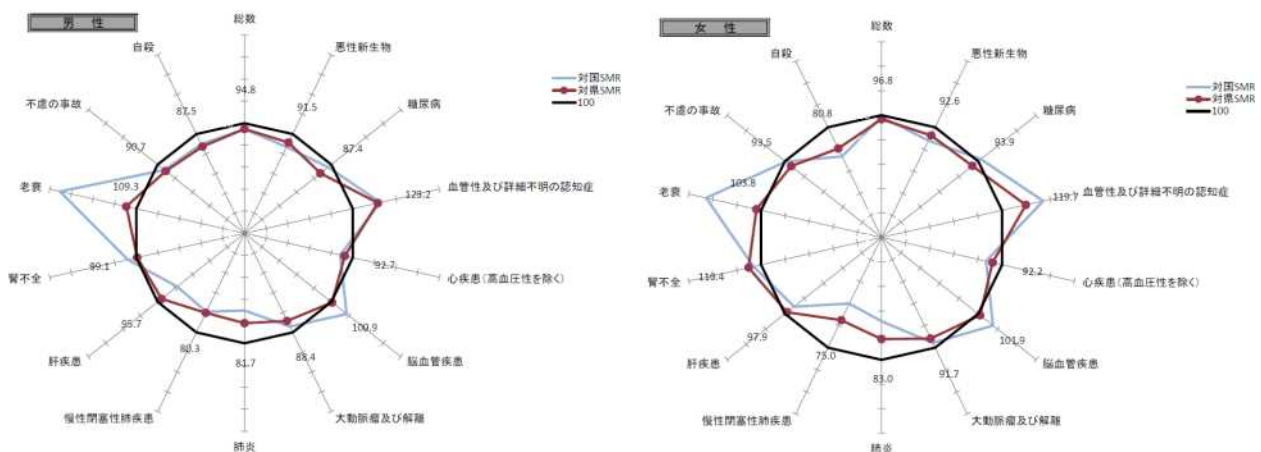 男 性
総数
94.8
悪性新生物
91.5
糖尿病
87.4
血管性及び詳細不明の認知症
心疾患(高血圧性を除く)
92.7
脳血管疾患
100.9
大動脈瘤及び解離
88.4
肺炎
81.7
慢性閉塞性肺疾患
80.3
肝疾患
95.7
腎不全
99.1
老衰
109.3
不慮の事故
90.7
自殺
87.5
対国SMR
対県SMR
100
女 性
総数
96.8
悪性新生物
92.6
糖尿病
93.9
血管性及び詳細不明の認知症
119.7
心疾患(高血圧性を除く)
92.2
脳血管疾患
101.9
大動脈瘤及び解離
91.7
肺炎
83.0
慢性閉塞性肺疾患
75.0
肝疾患
97.9
腎不全
110.4
老衰
103.8
不慮の事故
93.5
自殺
80.8
対国SMR
対県SMR
100